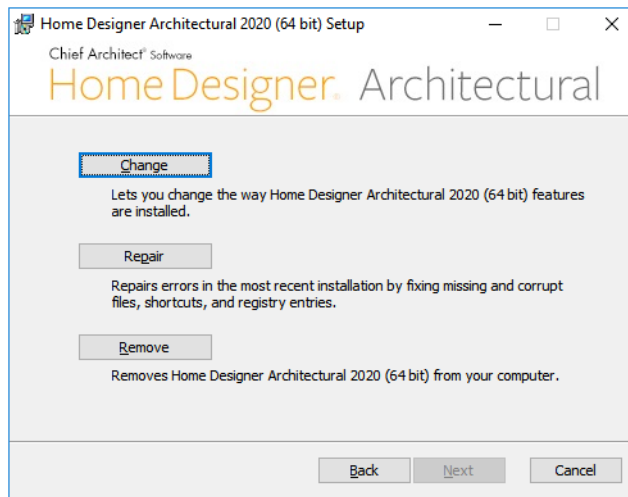 Home Designer Architectural 2020 (64 bit) Setup
Chief Architect® Software
Home Designer® Architectural
Change
Lets you change the way Home Designer Architectural 2020 (64 bit) features
are installed.
Repair
Repairs errors in the most recent installation by fixing missing and corrupt
files, shortcuts, and registry entries.
Remove
Removes Home Designer Architectural 2020 (64 bit) from your computer.
Back Next Cancel